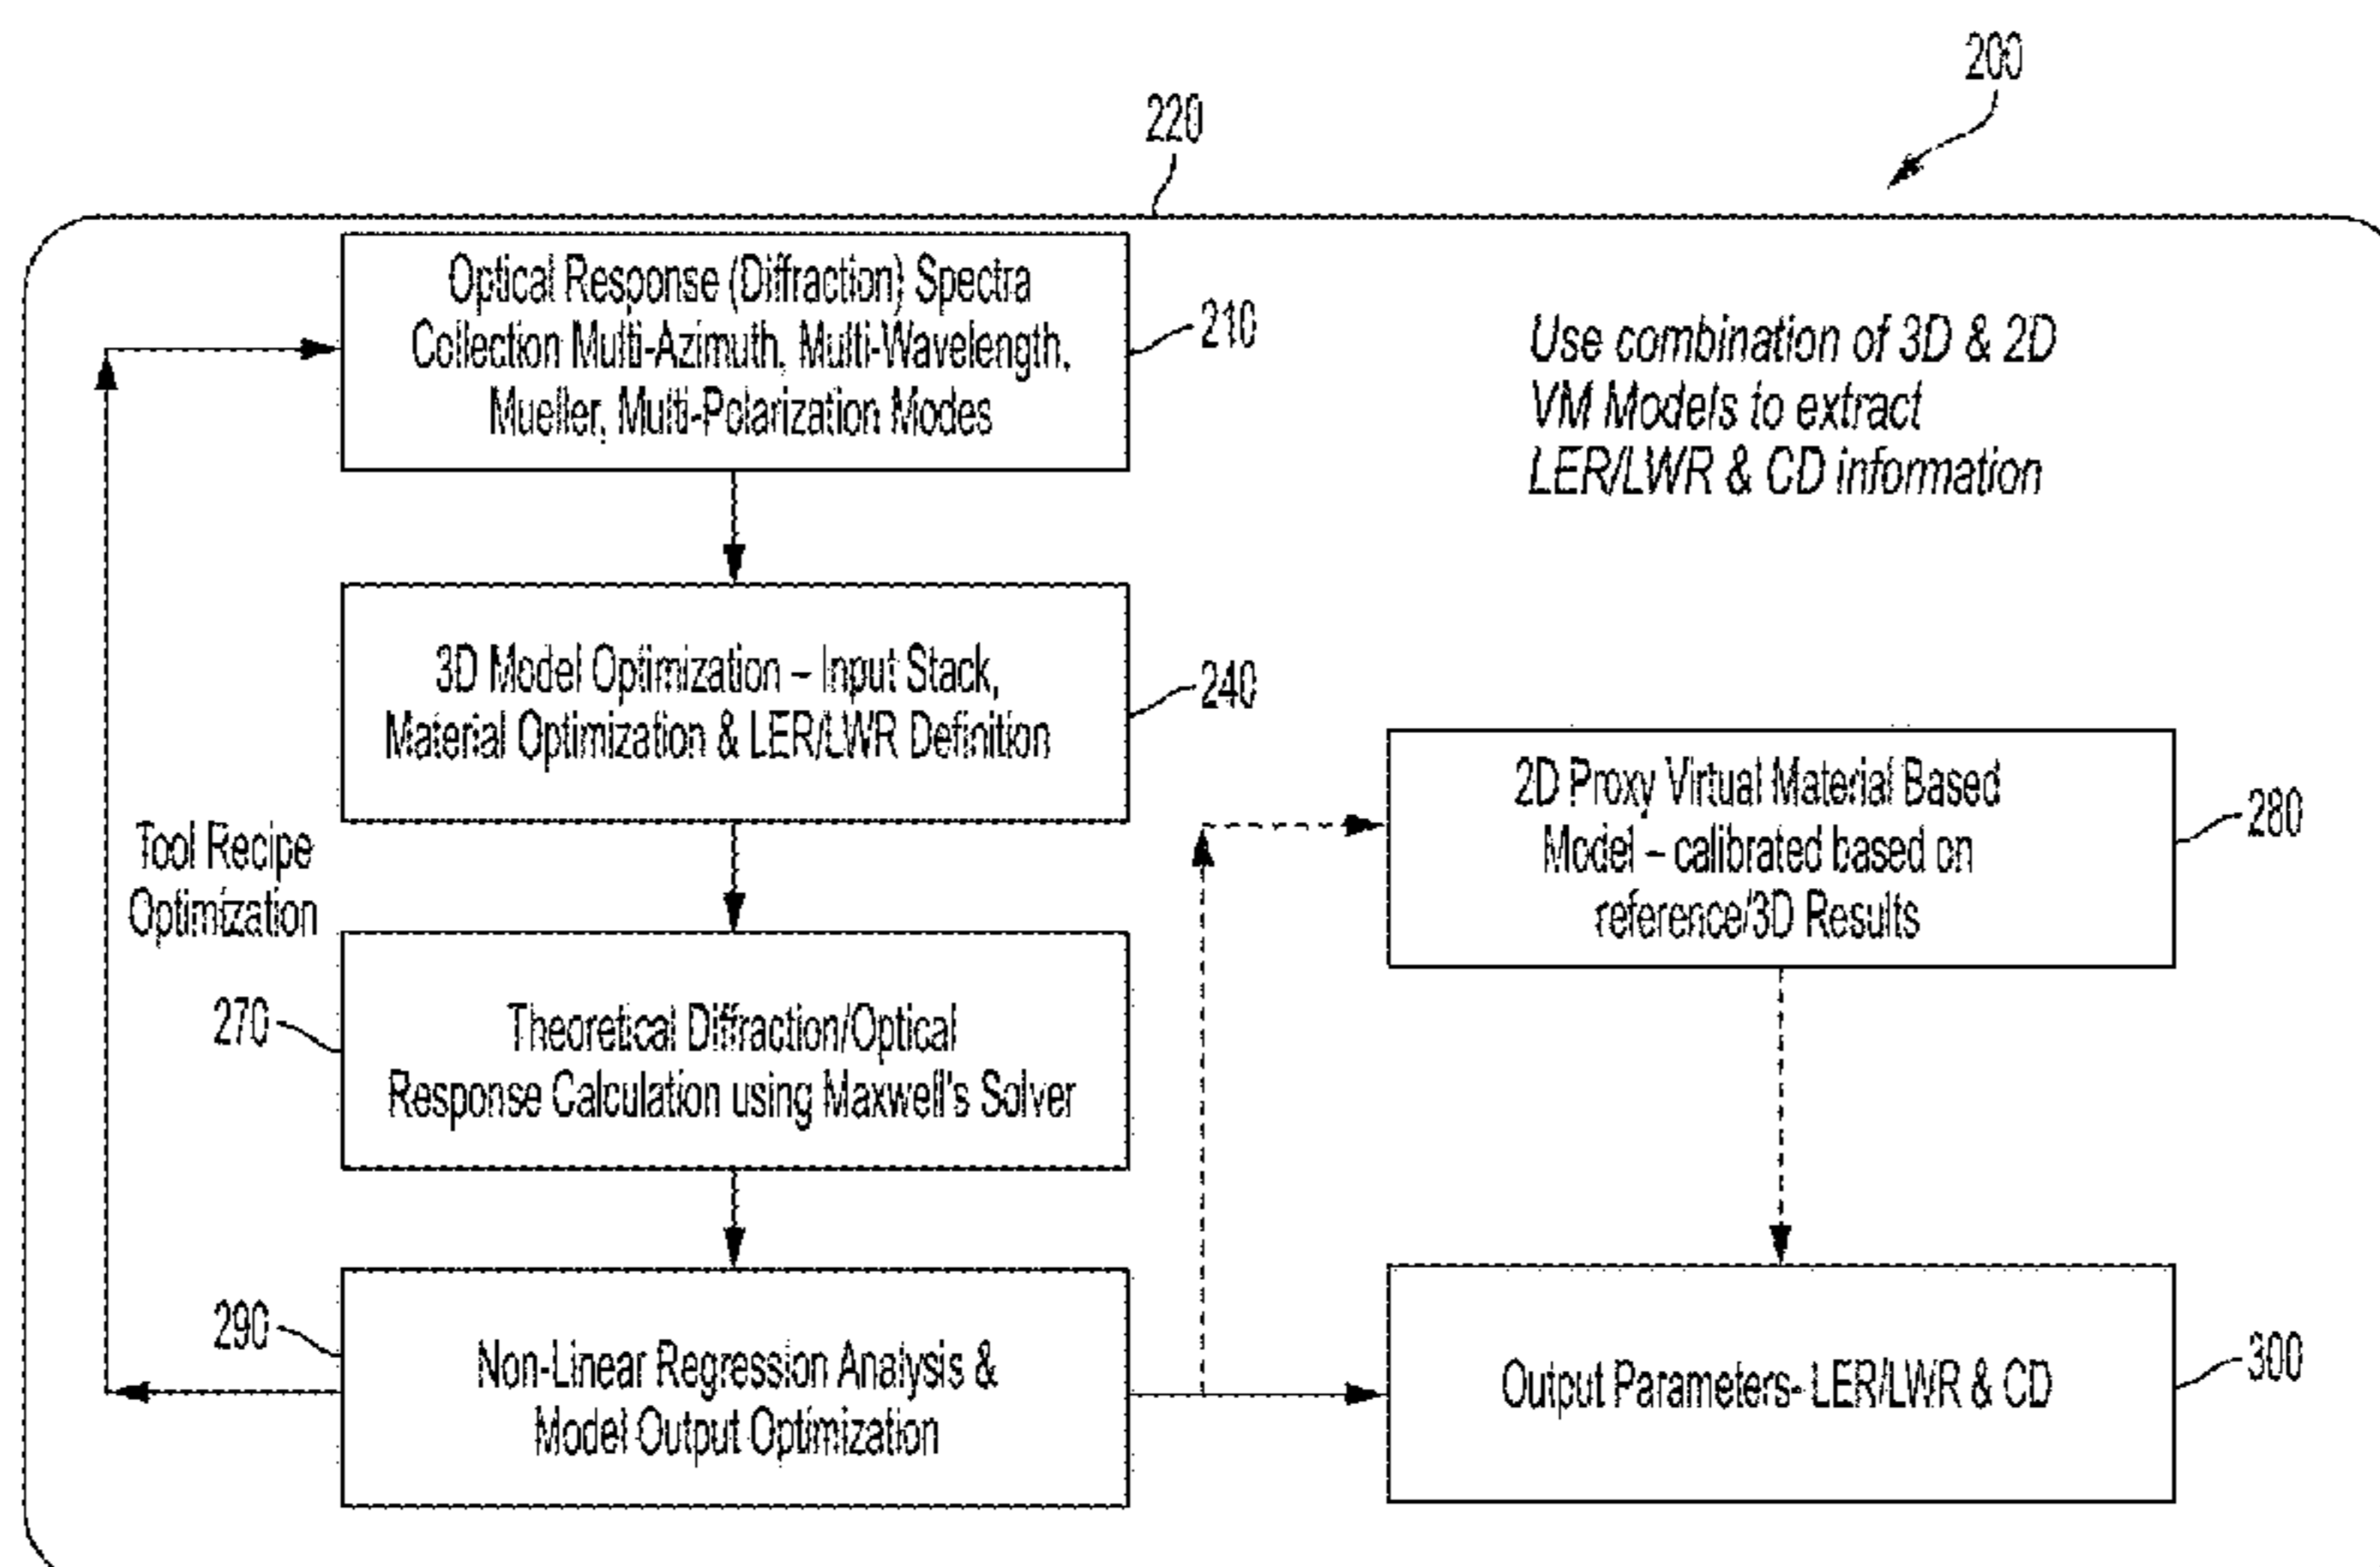 200
220
Optical Response (Diffraction) Spectra
Collection Multi-Azimuth, Multi-Wavelength,
Mueller, Multi-Polarization Modes
210
Use combination of 3D & 2D
VM Models to extract
LER/LWR & CD information
3D Model Optimization – Input Stack,
Material Optimization & LER/LWR Definition
240
2D Proxy Virtual Material Based
Model – calibrated based on
reference/3D Results
280
Tool Recipe
Optimization
270
Theoretical Diffraction/Optical
Response Calculation using Maxwell's Solver
290
Non-Linear Regression Analysis &
Model Output Optimization
Output Parameters- LER/LWR & CD
300